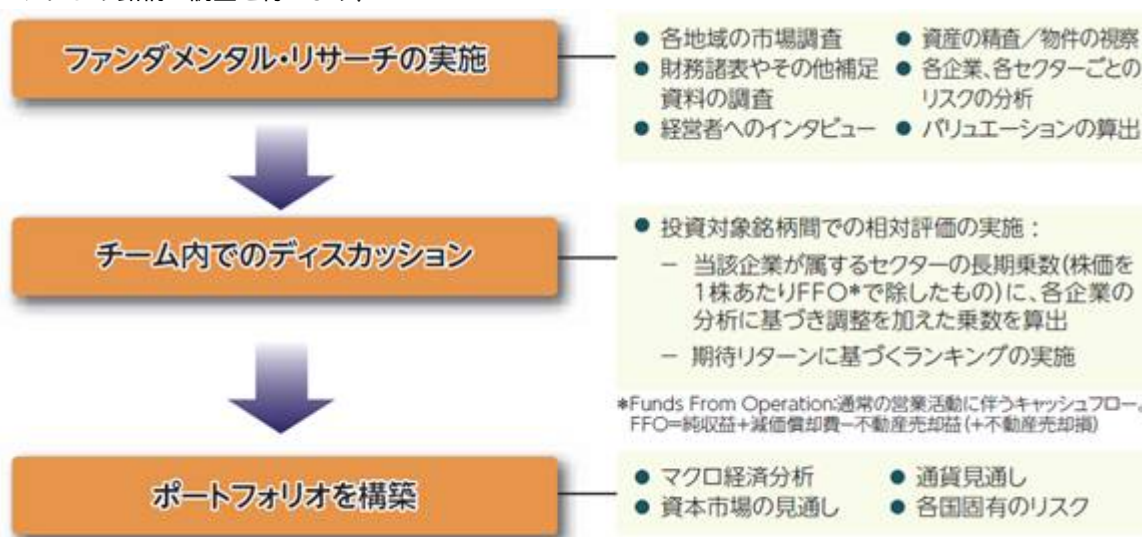 ファンダメンタル・リサーチの実施
● 各地域の市場調査
● 財務諸表やその他補足
資料の調査
● 経営者へのインタビュー
● 資産の精査／物件の視察
● 各企業、各セクターごとの
リスクの分析
● バリュエーションの算出
チーム内でのディスカッション
● 投資対象銘柄間での相対評価の実施：
－ 当該企業が属するセクターの長期乗数(株価を
1株あたりFFO*で除したもの)に、各企業の
分析に基づき調整を加えた乗数を算出
－ 期待リターンに基づくランキングの実施
*Funds From Operation:通常の営業活動に伴うキャッシュフロー。
FFO=純収益+減価償却費−不動産売却益(+不動産売却損)
ポートフォリオを構築
● マクロ経済分析
● 資本市場の見通し
● 通貨見通し
● 各国固有のリスク